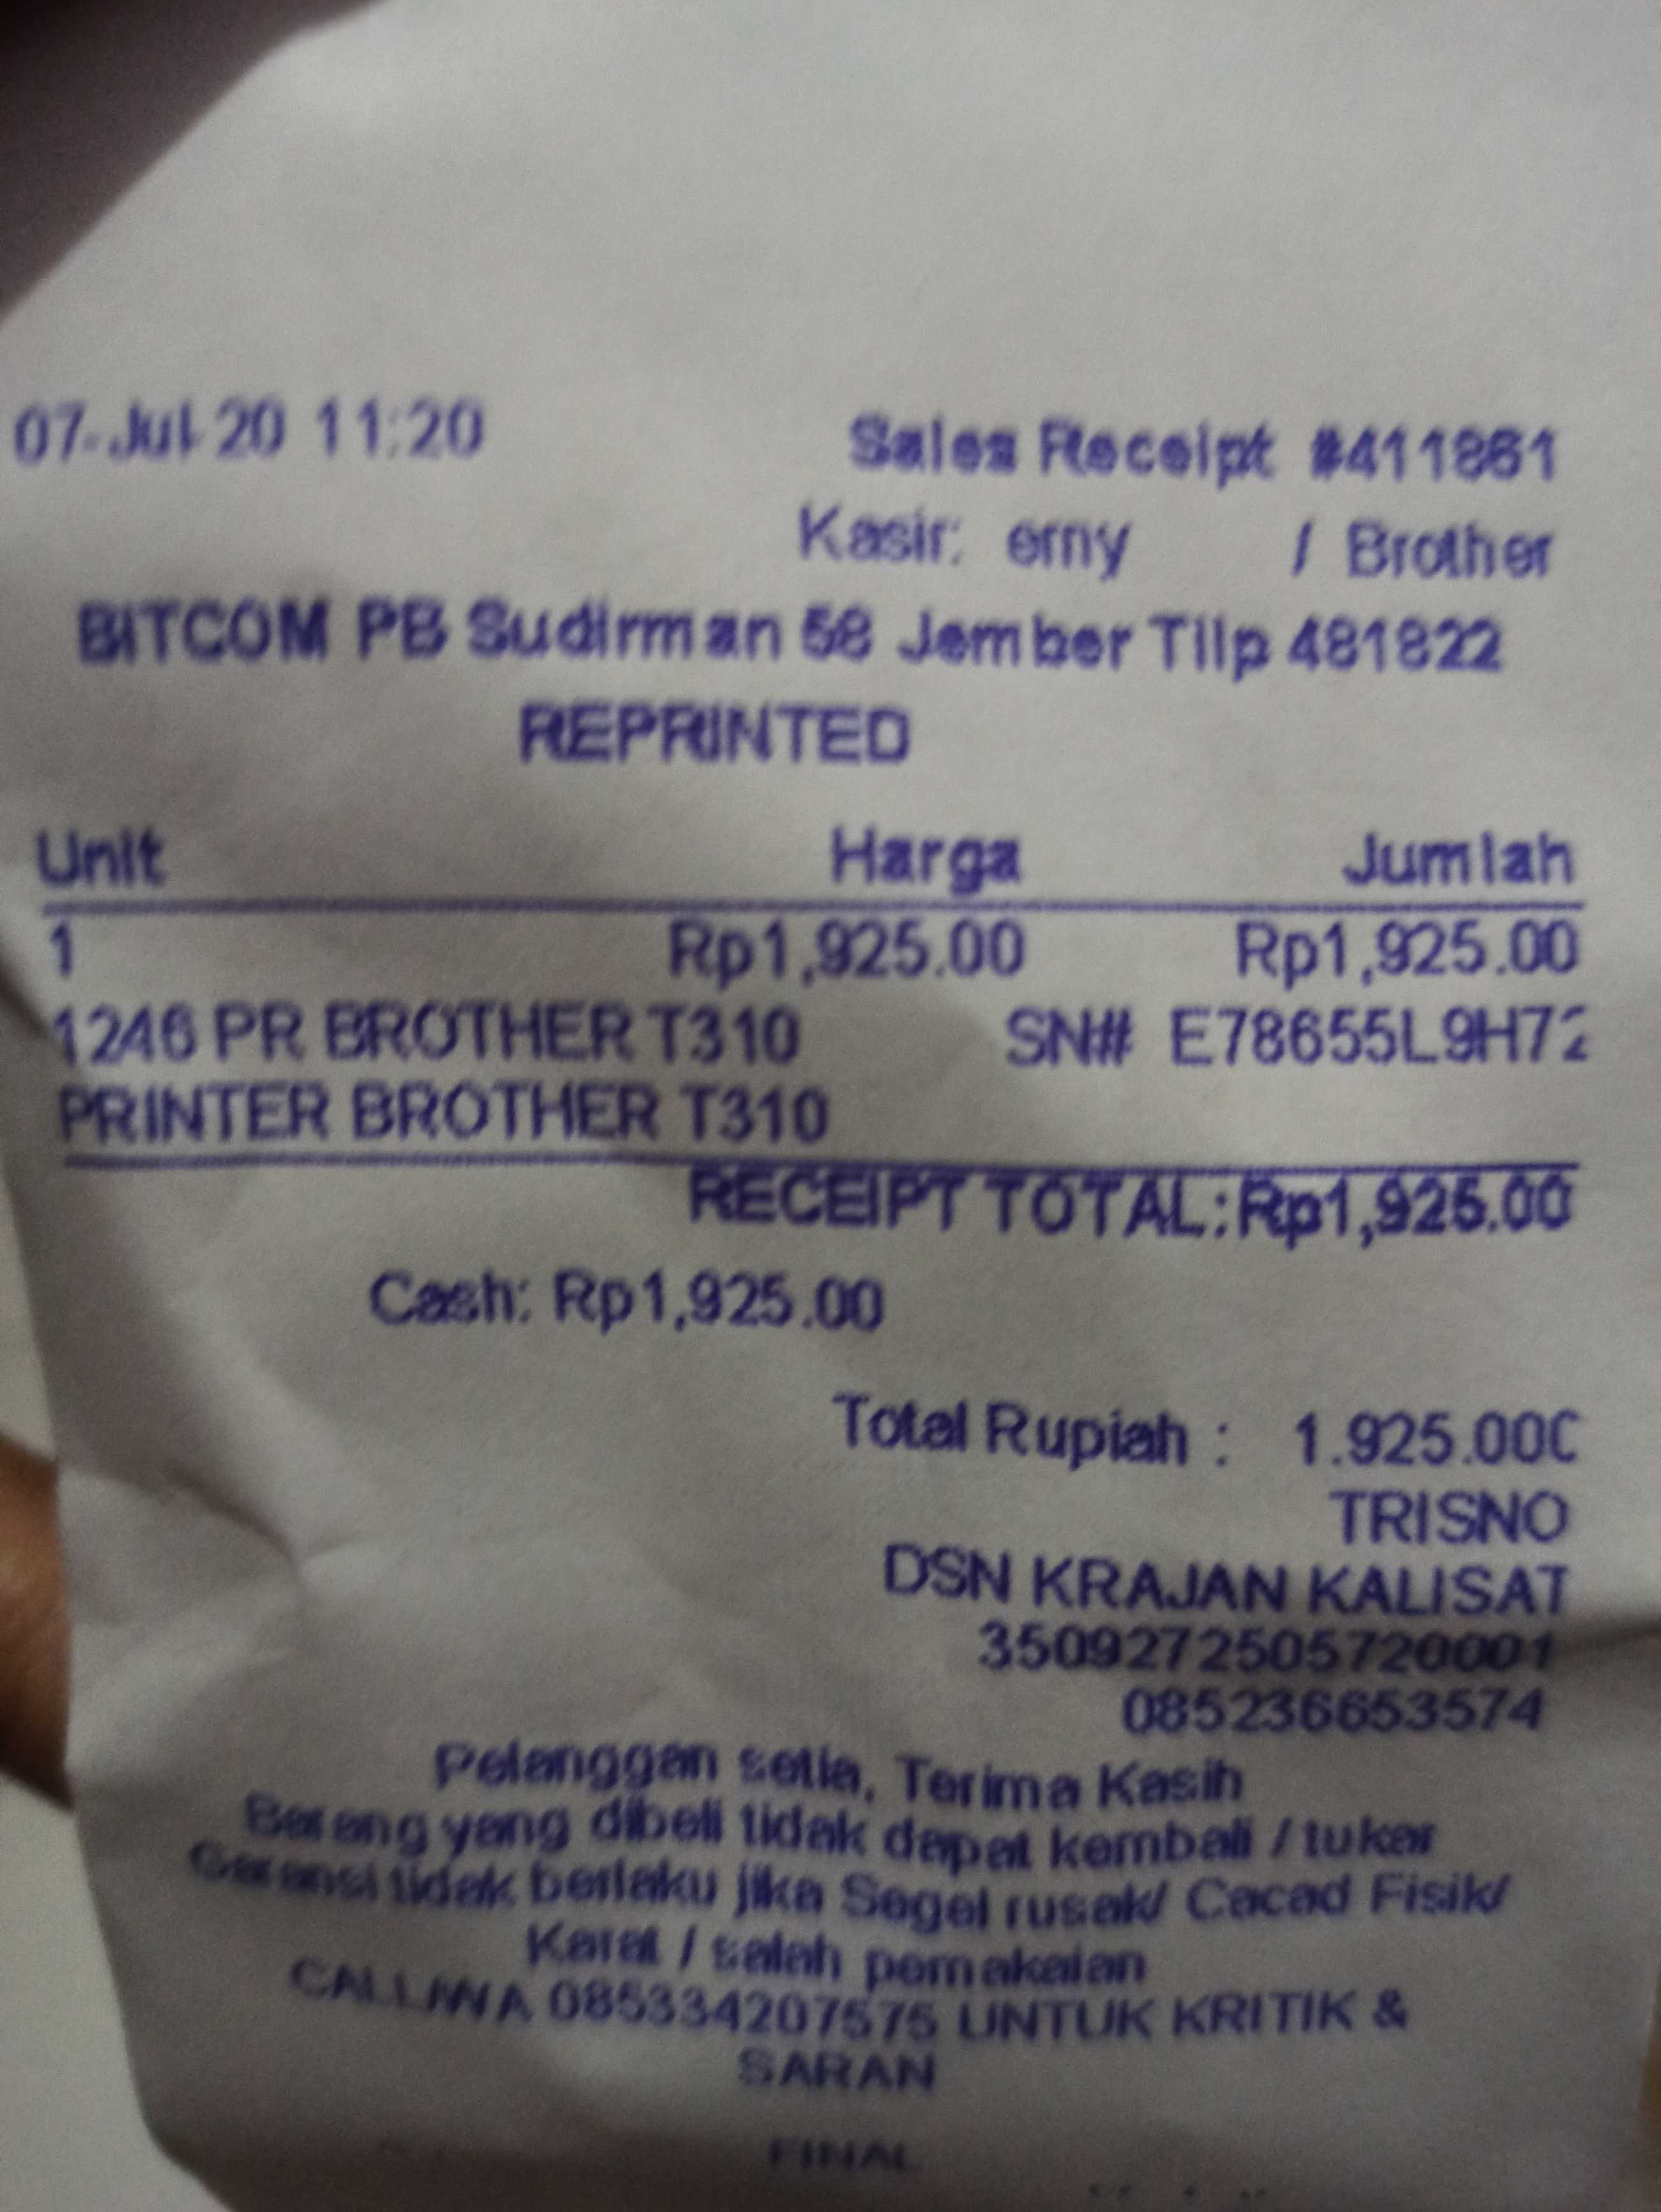 07-Jul-20 11:20 Sales Receipt #411861
Kasir: erny / Brother
BITCOM PB Sudirman 58 Jember Tllp 481822
REPRINTED
Unit Harga Jumlah
1 Rp1,925.00 Rp1,925.00
1246 PR BROTHER T310 SN# E78655L9H72
PRINTER BROTHER T310
RECEIPT TOTAL: Rp1,925.00
Cash: Rp1,925.00
Total Rupiah : 1.925.000
TRISNO
DSN KRAJAN KALISAT
3509272505720001
085236653574
Pelanggan setia, Terima Kasih
Barang yang dibeli tidak dapat kembali / tukar
Garansi tidak berlaku jika Segel rusak/ Cacad Fisik/
Karat / salah pemakaian
CALL/WA 085334207575 UNTUK KRITIK &
SARAN
FINAL